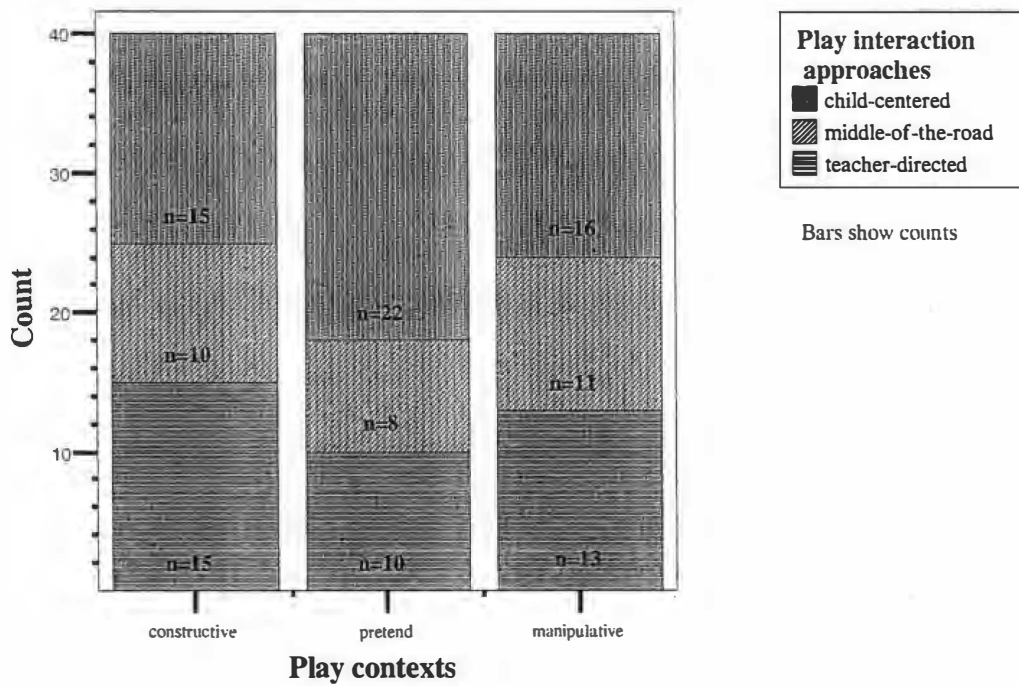 40
30
20
10
Count
n=15
n=10
n=15
n=22
n=8
n=10
n=16
n=11
n=13
constructive
pretend
manipulative
Play contexts
Play interaction
approaches
child-centered
middle-of-the-road
teacher-directed
Bars show counts